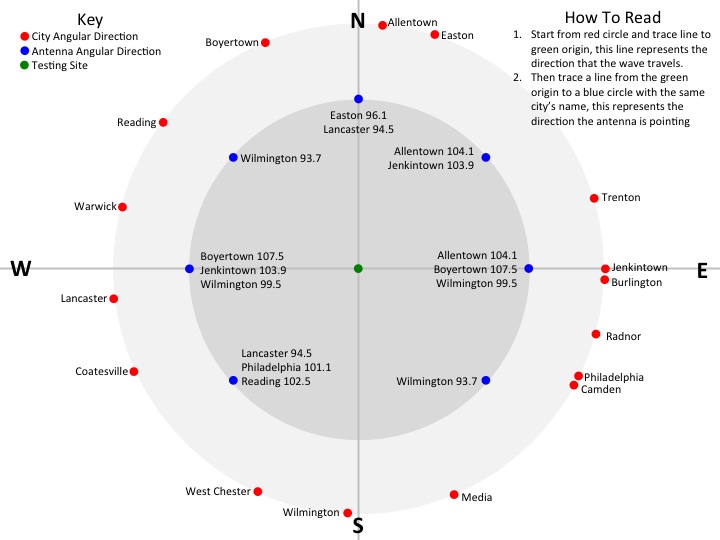 Key
City Angular Direction
Antenna Angular Direction
Testing Site
How To Read
1. Start from red circle and trace line to
green origin, this line represents the
direction that the wave travels.
2. Then trace a line from the green
origin to a blue circle with the same
city's name, this represents the
direction the antenna is pointing
N
Allentown
Easton
Boyertown
Reading
Warwick
Trenton
Easton 96.1
Lancaster 94.5
Wilmington 93.7
Allentown 104.1
Jenkintown 103.9
W
Boyertown 107.5
Jenkintown 103.9
Wilmington 99.5
Allentown 104.1
Boyertown 107.5
Wilmington 99.5
Jenkintown
Burlington
E
Lancaster
Radnor
Coatesville
Lancaster 94.5
Philadelphia 101.1
Reading 102.5
Wilmington 93.7
Philadelphia
Camden
West Chester
Media
Wilmington
S